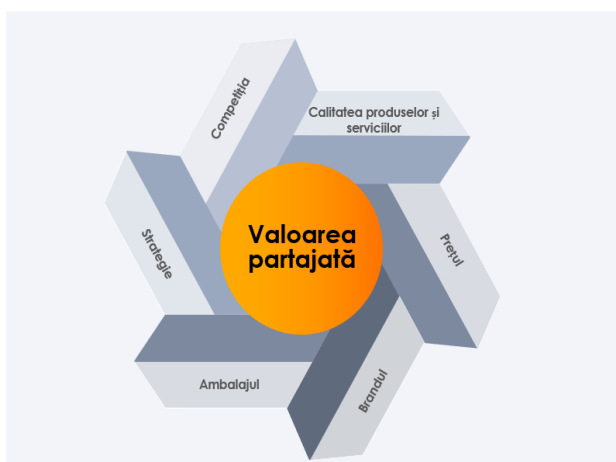 Competiția
Calitatea produselor și
serviciilor
Valoarea
partajată
Prețul
Strategie
Ambalajul
Brandul